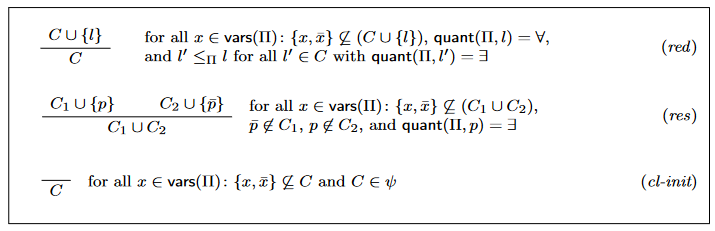 C ∪ {l}
C
for all x ∈ vars(Π): {x, x̄} ⊈ (C ∪ {l}), quant(Π, l) = ∀,
and l′ ≤_Π l for all l′ ∈ C with quant(Π, l′) = ∃
(red)
C₁ ∪ {p} C₂ ∪ {p̄}
C₁ ∪ C₂
for all x ∈ vars(Π): {x, x̄} ⊈ (C₁ ∪ C₂),
p̄ ∉ C₁, p ∉ C₂, and quant(Π, p) = ∃
(res)
C
for all x ∈ vars(Π): {x, x̄} ⊈ C and C ∈ ψ
(cl-init)